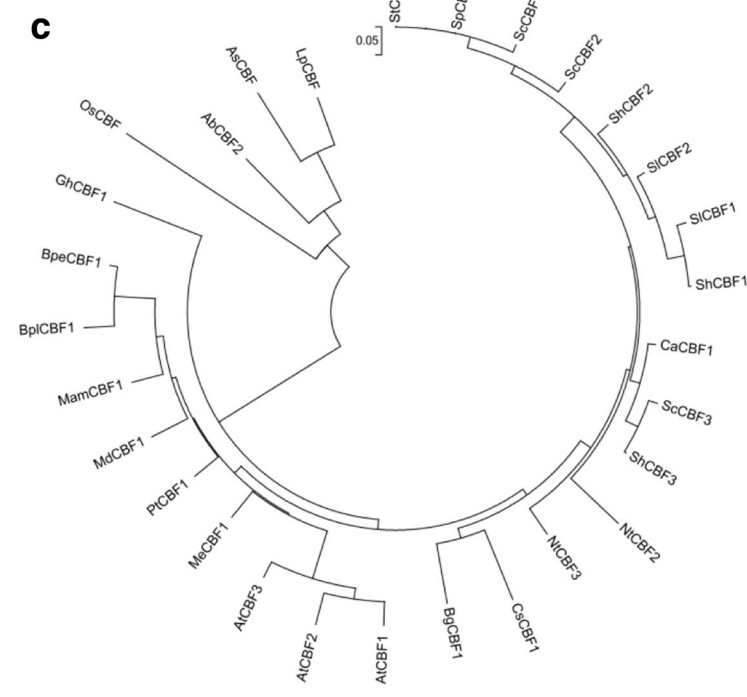 c
0.05
ScCBF2
ShCBF2
SlCBF2
SlCBF1
ShCBF1
CaCBF1
ScCBF3
ShCBF3
NtCBF2
NtCBF3
CsCBF1
BgCBF1
AtCBF1
AtCBF2
AtCBF3
MeCBF1
PtCBF1
MdCBF1
MamCBF1
BplCBF1
BpeCBF1
GhCBF1
OsCBF
AbCBF2
AsCBF
LpCBF